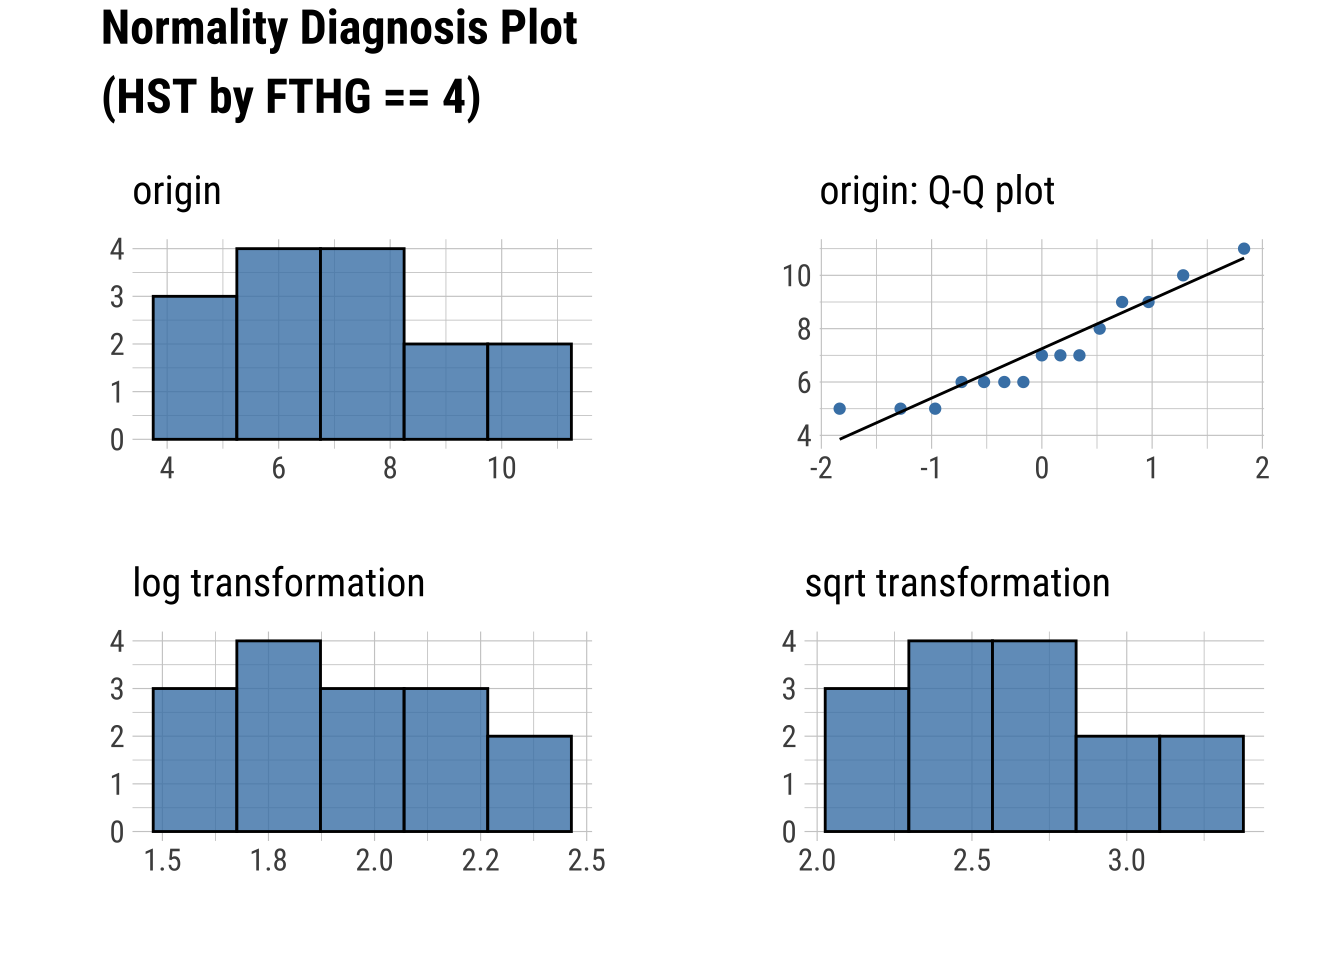 Normality Diagnosis Plot
(HST by FTHG == 4)
origin
4
3
2
1
0
4 6 8 10
origin: Q-Q plot
10
8
6
4
-2 -1 0 1 2
log transformation
4
3
2
1
0
1.5 1.8 2.0 2.2 2.5
sqrt transformation
4
3
2
1
0
2.0 2.5 3.0